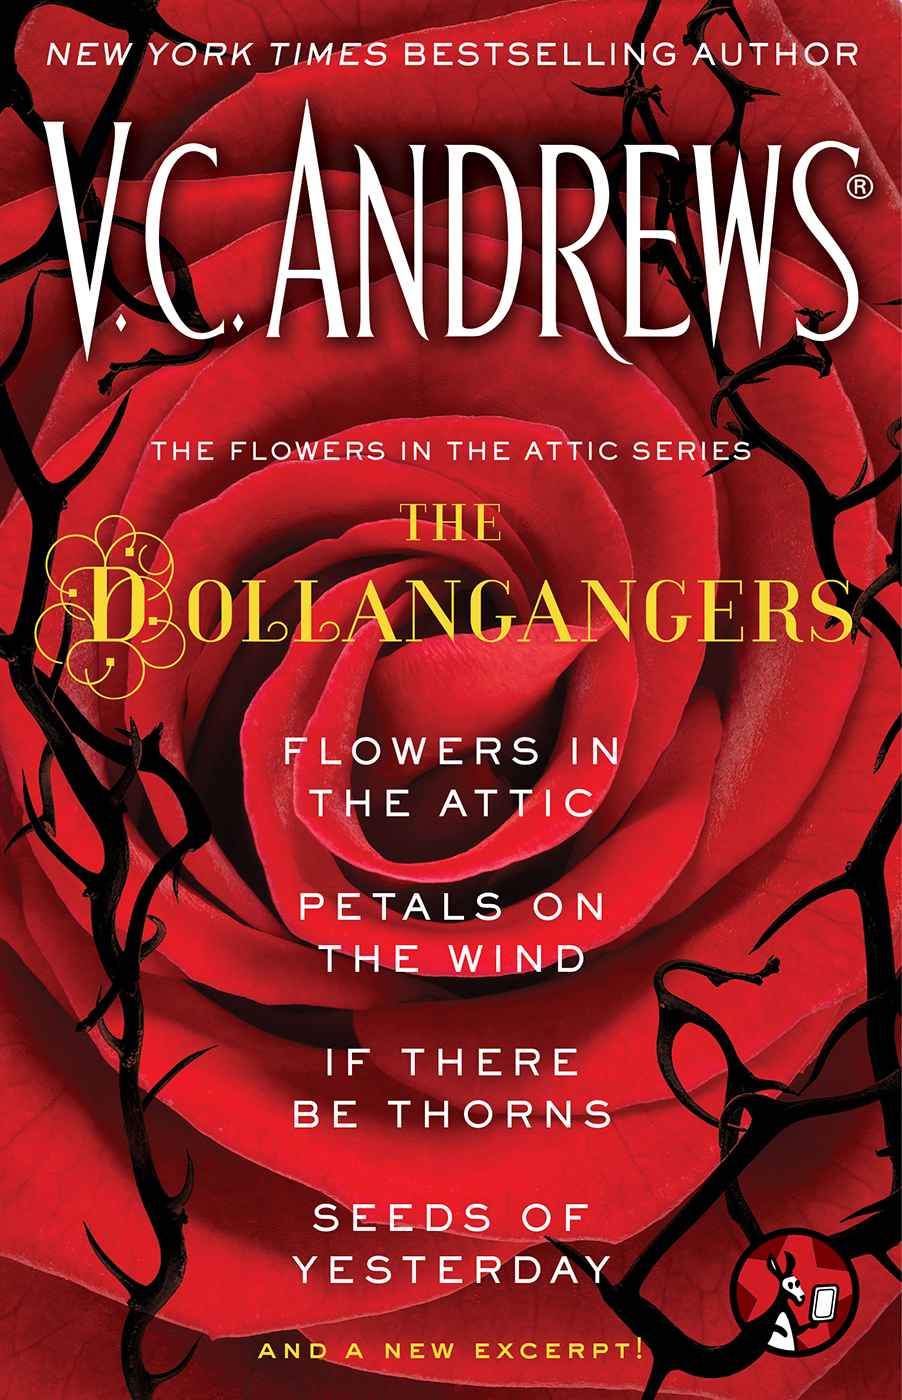 NEW YORK TIMES BESTSELLING AUTHOR
V.C. ANDREWS®
THE FLOWERS IN THE ATTIC SERIES
THE
DOLLANGANGERS
FLOWERS IN
THE ATTIC
PETALS ON
THE WIND
IF THERE
BE THORNS
SEEDS OF
YESTERDAY
AND A NEW EXCERPT!